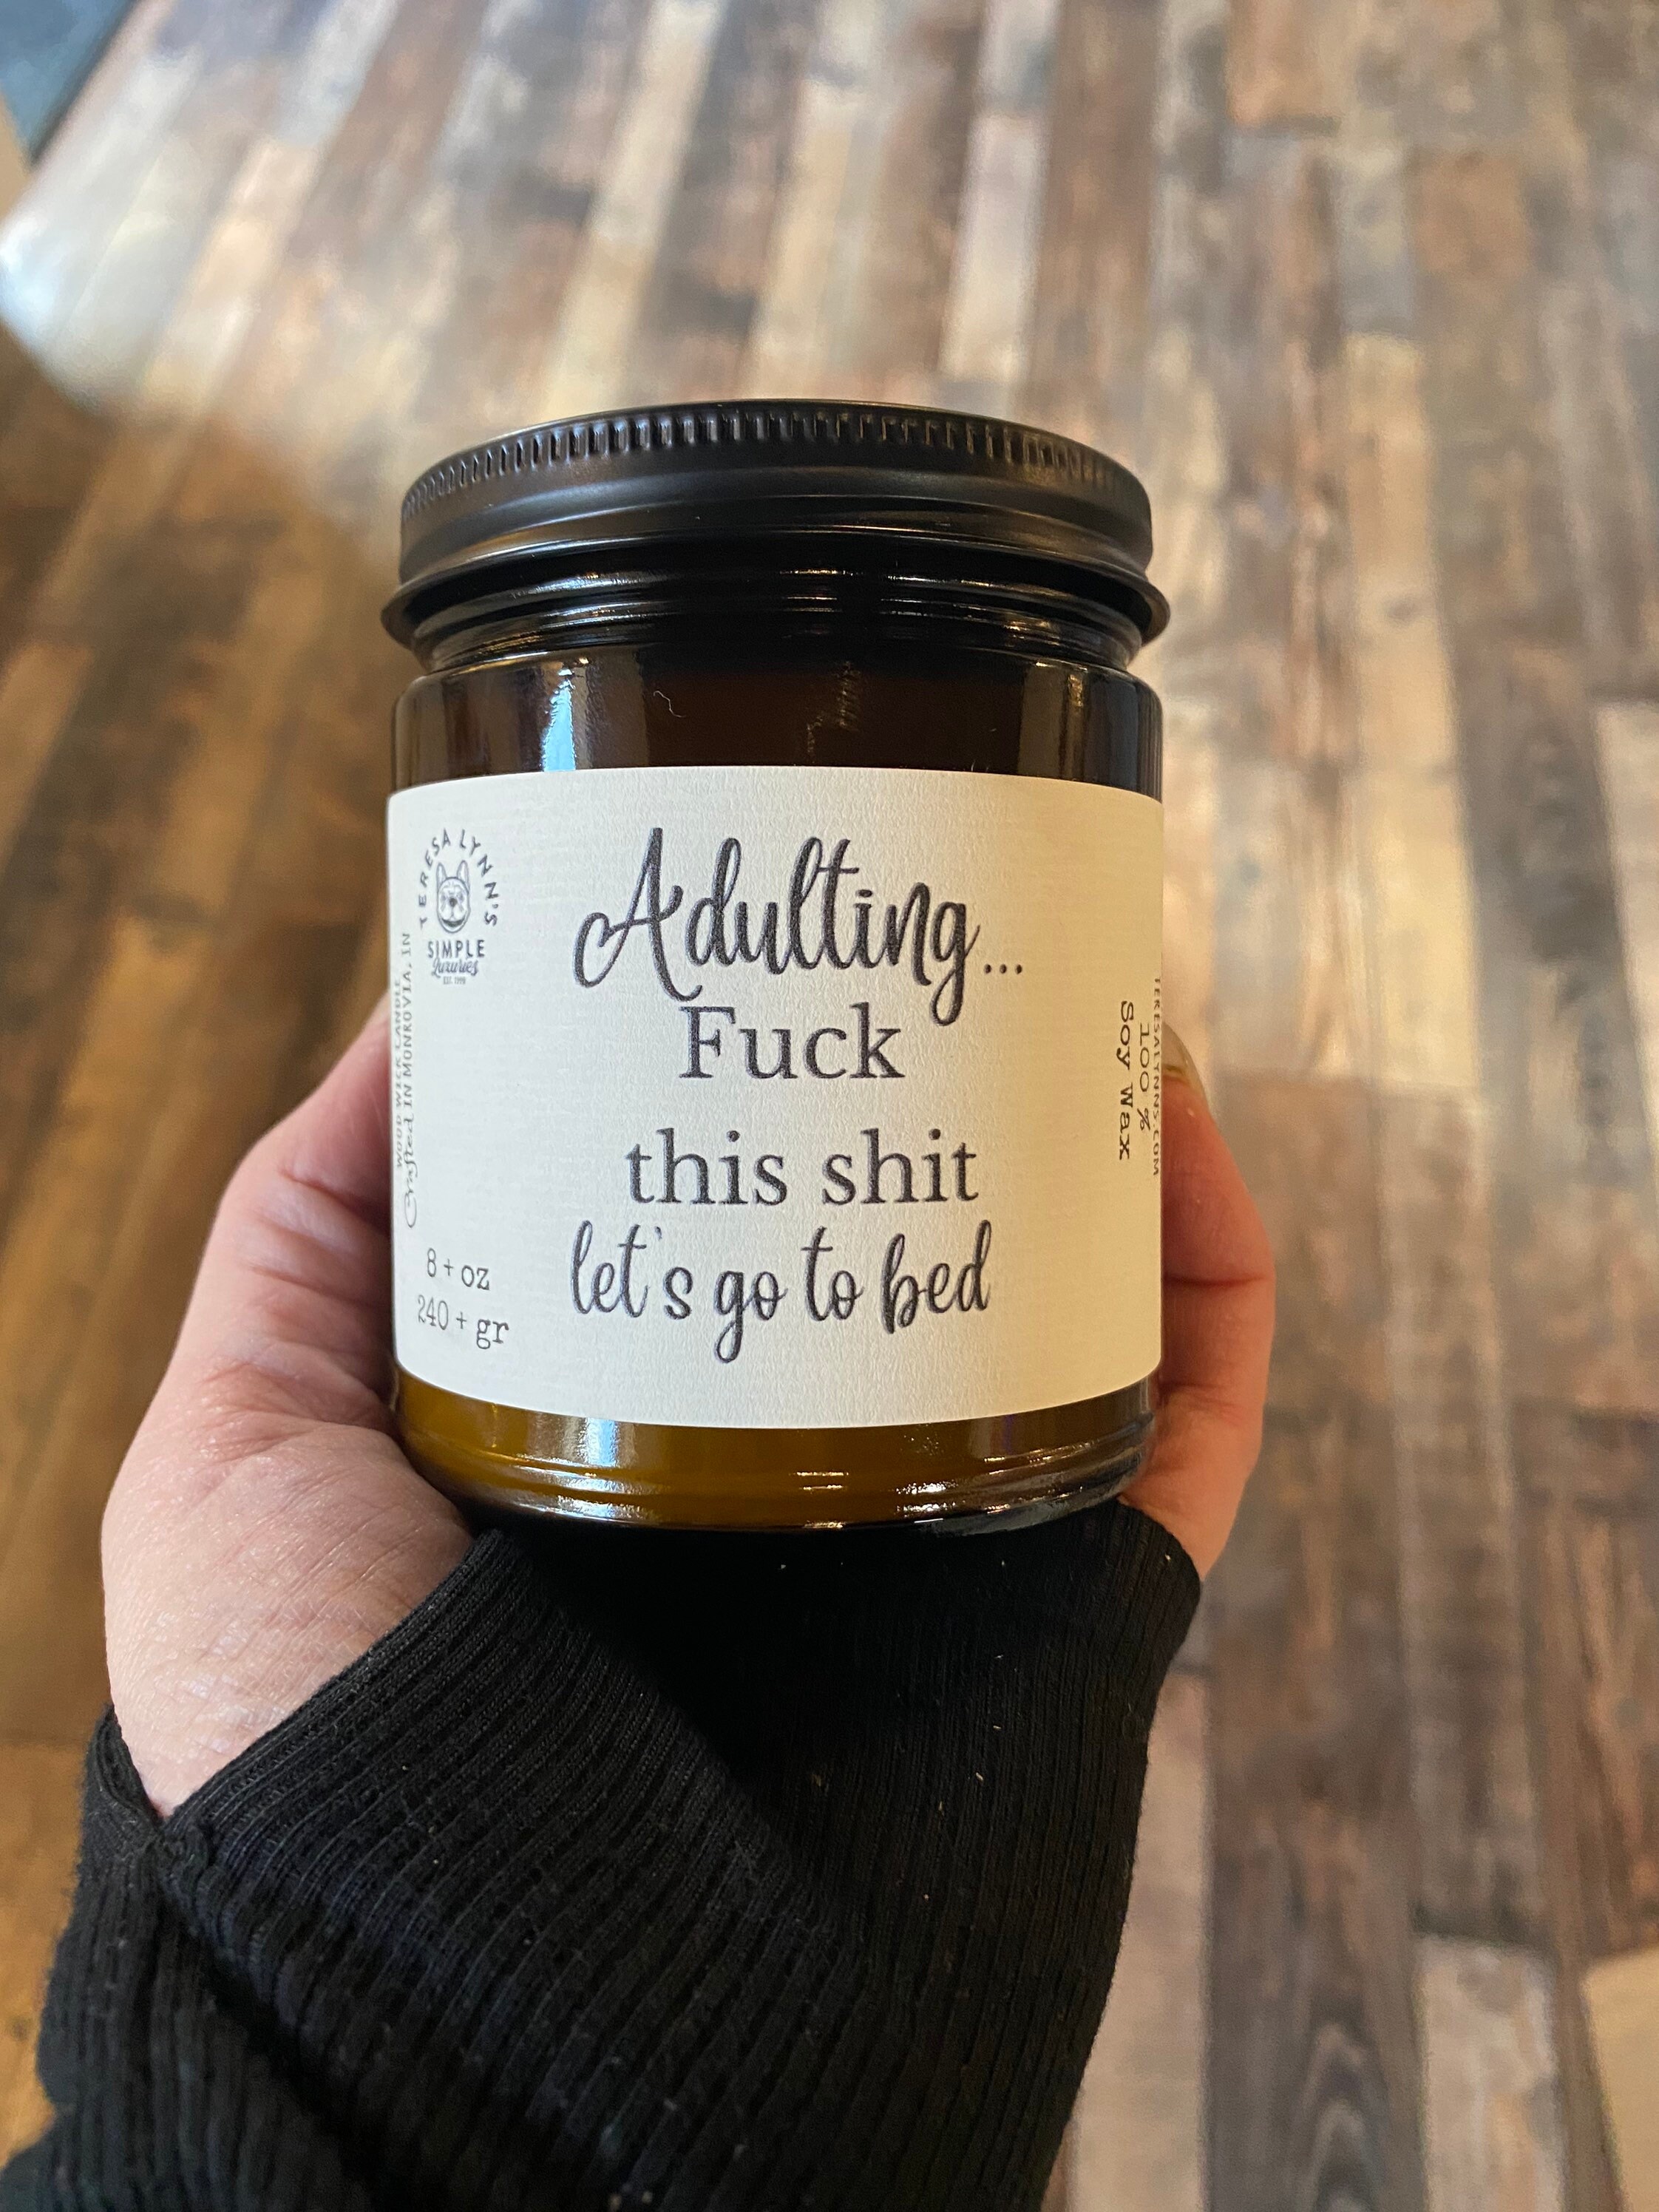 TERESA LYNN'S
SIMPLE
Luxuries
WOOD WICK CANDLE
Crafted IN MONROVIA, IN
8 + oz
240 + gr
Adulting...
Fuck
this shit
let's go to bed
TERESALYNNS.COM
100 %
Soy Wax